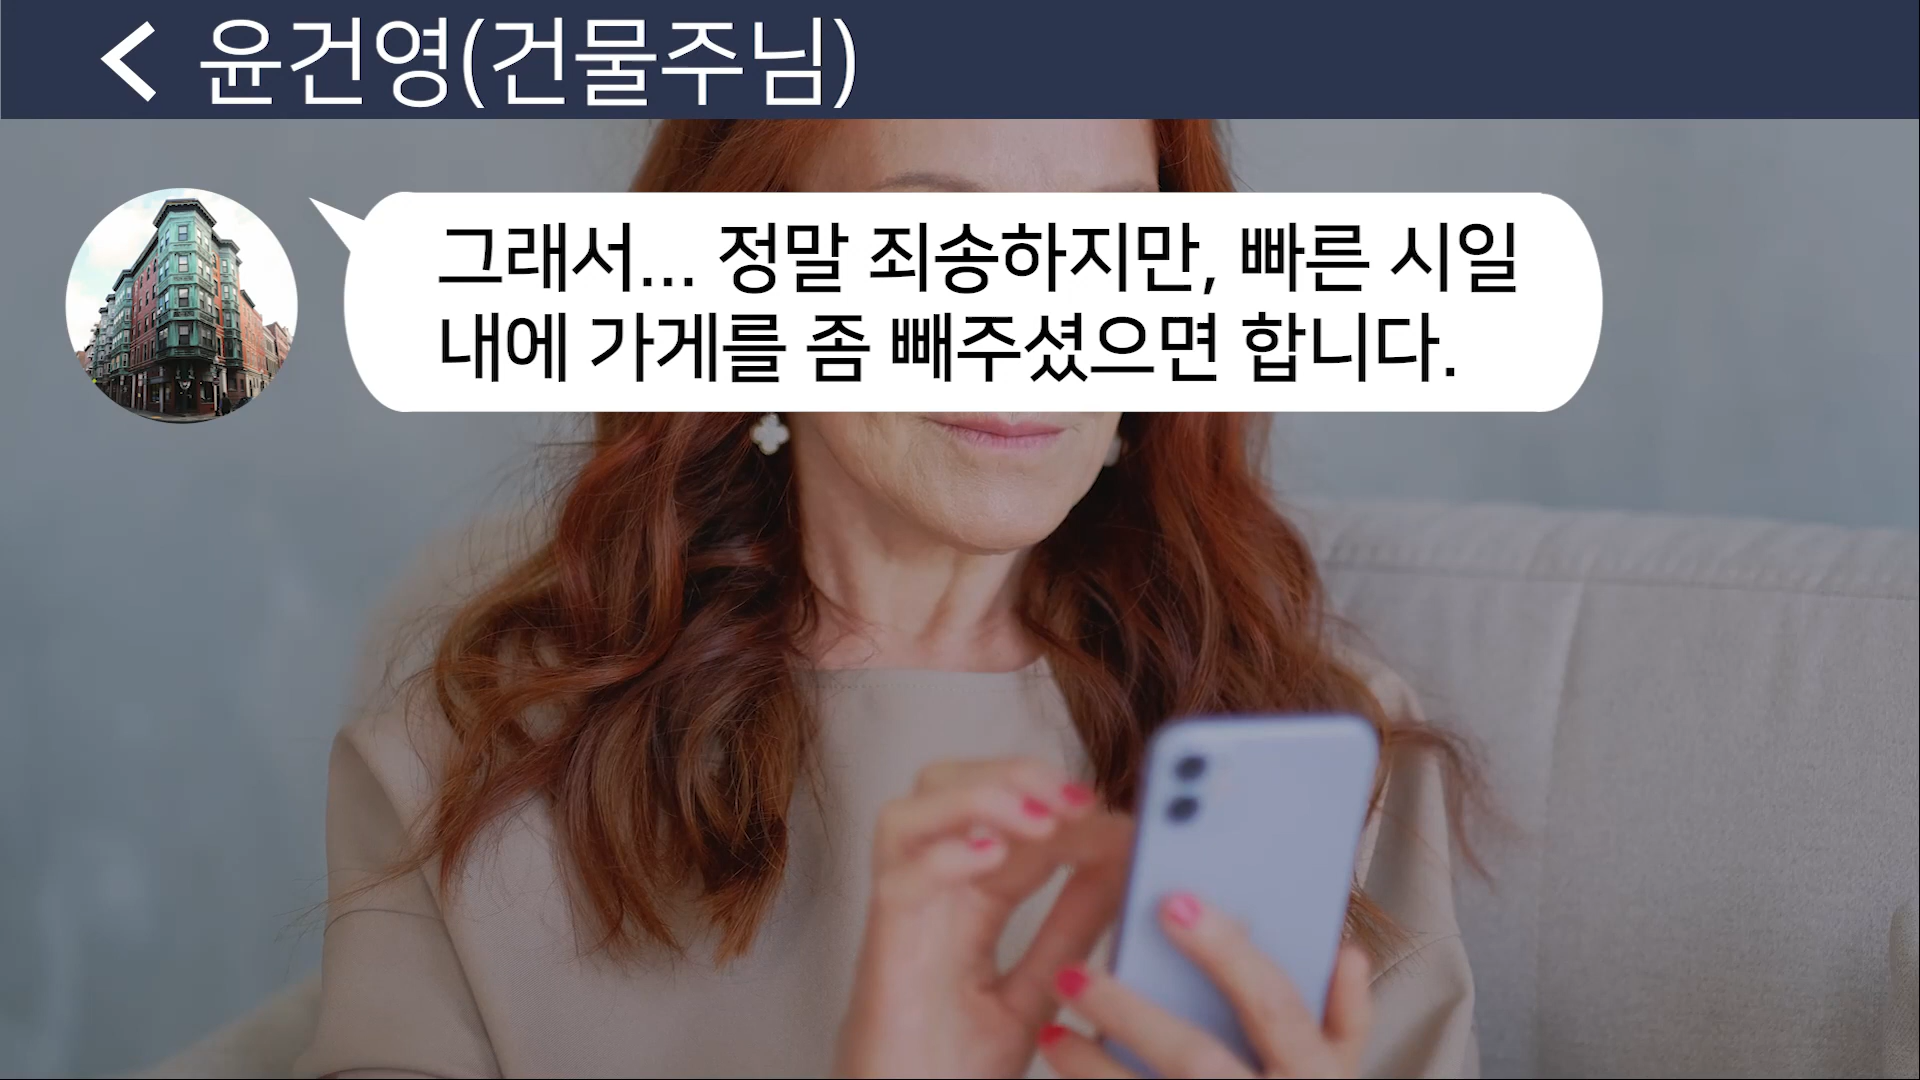 윤건영(건물주님)
그래서... 정말 죄송하지만, 빠른 시일
내에 가게를 좀 빼주셨으면 합니다.